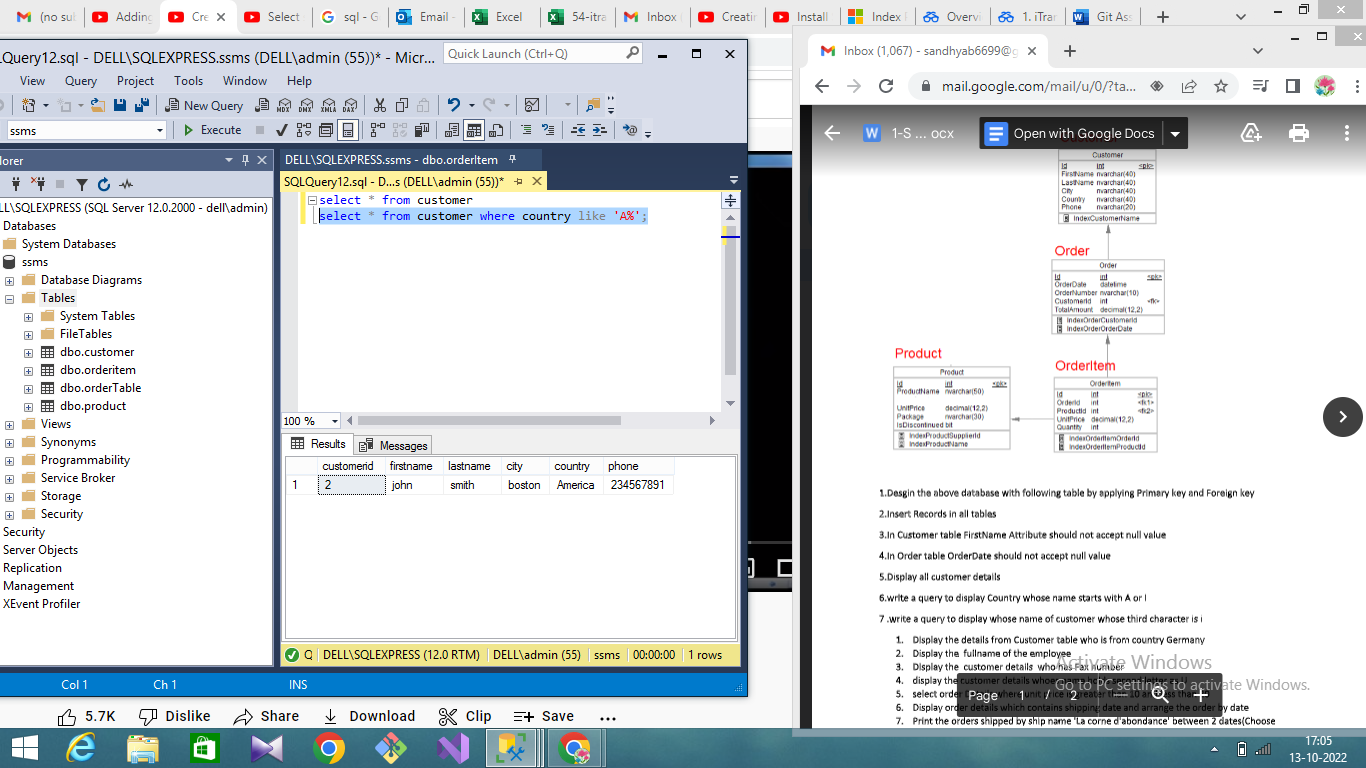 (no sul
Adding
Cre
Select
sql - G
Email -
Excel
54-itra
Inbox
Creatin
Install
Index
Overvi
1. iTrar
Git Ass
LQuery12.sql - DELL\SQLEXPRESS.ssms (DELL\admin (55))* - Micr...
Quick Launch (Ctrl+Q)
View Query Project Tools Window Help
New Query
MDX DMX XMLA DAX
ssms
Execute
lorer
DELL\SQLEXPRESS.ssms - dbo.orderItem
SQLQuery12.sql - D...s (DELL\admin (55))*
select * from customer
select * from customer where country like 'A%';
LL\SQLEXPRESS (SQL Server 12.0.2000 - dell\admin)
Databases
System Databases
ssms
Database Diagrams
Tables
System Tables
FileTables
dbo.customer
dbo.orderitem
dbo.orderTable
dbo.product
Views
Synonyms
Programmability
Service Broker
Storage
Security
Security
Server Objects
Replication
Management
XEvent Profiler
100 %
Results Messages
customerid firstname lastname city country phone
1 2 john smith boston America 234567891
Q DELL\SQLEXPRESS (12.0 RTM) DELL\admin (55) ssms 00:00:00 1 rows
Col 1 Ch 1 INS
5.7K Dislike Share Download Clip Save ...
Inbox (1,067) - sandhyab6699@g
mail.google.com/mail/u/0/?ta...
1-S ... ocx
Open with Google Docs
Customer
Id int <pk>
FirstName nvarchar(40)
LastName nvarchar(40)
City nvarchar(40)
Country nvarchar(40)
Phone nvarchar(20)
IndexCustomerName
Order
Order
Id int <pk>
OrderDate datetime
OrderNumber nvarchar(10)
CustomerId int <fk>
TotalAmount decimal(12,2)
IndexOrderCustomerId
IndexOrderOrderDate
Product
Product
Id int <pk>
ProductName nvarchar(50)
UnitPrice decimal(12,2)
Package nvarchar(30)
IsDiscontinued bit
IndexProductSupplierId
IndexProductName
OrderItem
OrderItem
Id int <pk>
OrderId int <fk1>
ProductId int <fk2>
UnitPrice decimal(12,2)
Quantity int
IndexOrderItemOrderId
IndexOrderItemProductId
1.Desgin the above database with following table by applying Primary key and Foreign key
2.Insert Records in all tables
3.In Customer table FirstName Attribute should not accept null value
4.In Order table OrderDate should not accept null value
5.Display all customer details
6.write a query to display Country whose name starts with A or I
7 .write a query to display whose name of customer whose third character is i
1. Display the details from Customer table who is from country Germany
2. Display the fullname of the employee
3. Display the customer details who has Fax number
4. display the customer details whose
5. select order
6. Display order details which contains shipping date and arrange the order by date
7. Print the orders shipped by ship name 'La corne d'abondance' between 2 dates(Choose
Activate Windows
Go to PC settings to activate Windows.
Page 1 / 2
17:05
13-10-2022